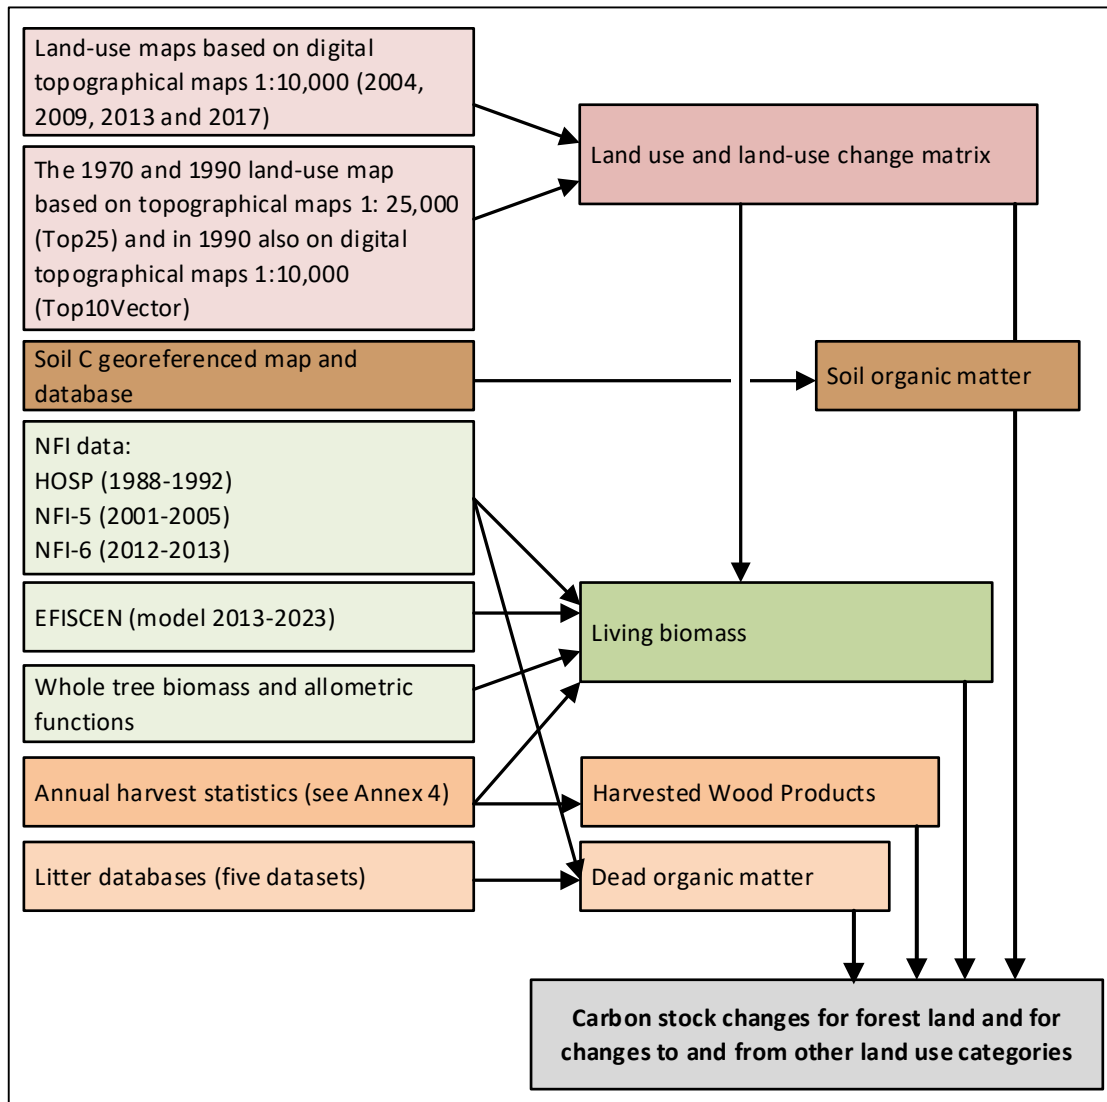 Land-use maps based on digital
topographical maps 1:10,000 (2004,
2009, 2013 and 2017)
Land use and land-use change matrix
The 1970 and 1990 land-use map
based on topographical maps 1: 25,000
(Top25) and in 1990 also on digital
topographical maps 1:10,000
(Top10Vector)
Soil C georeferenced map and
database
Soil organic matter
NFI data:
HOSP (1988-1992)
NFI-5 (2001-2005)
NFI-6 (2012-2013)
EFISCEN (model 2013-2023)
Living biomass
Whole tree biomass and allometric
functions
Annual harvest statistics (see Annex 4)
Harvested Wood Products
Litter databases (five datasets)
Dead organic matter
Carbon stock changes for forest land and for
changes to and from other land use categories